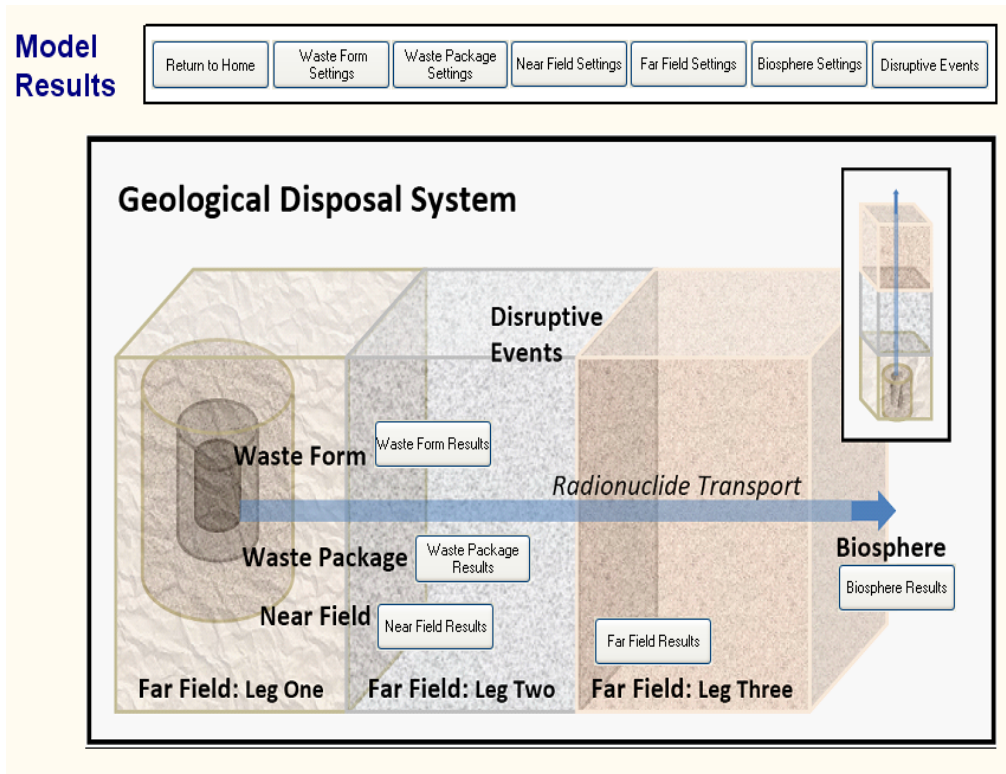 Model
Results
Return to Home
Waste Form
Settings
Waste Package
Settings
Near Field Settings
Far Field Settings
Biosphere Settings
Disruptive Events
Geological Disposal System
Disruptive
Events
Waste Form
Waste Form Results
Radionuclide Transport
Waste Package
Waste Package
Results
Biosphere
Biosphere Results
Near Field
Near Field Results
Far Field Results
Far Field: Leg One
Far Field: Leg Two
Far Field: Leg Three